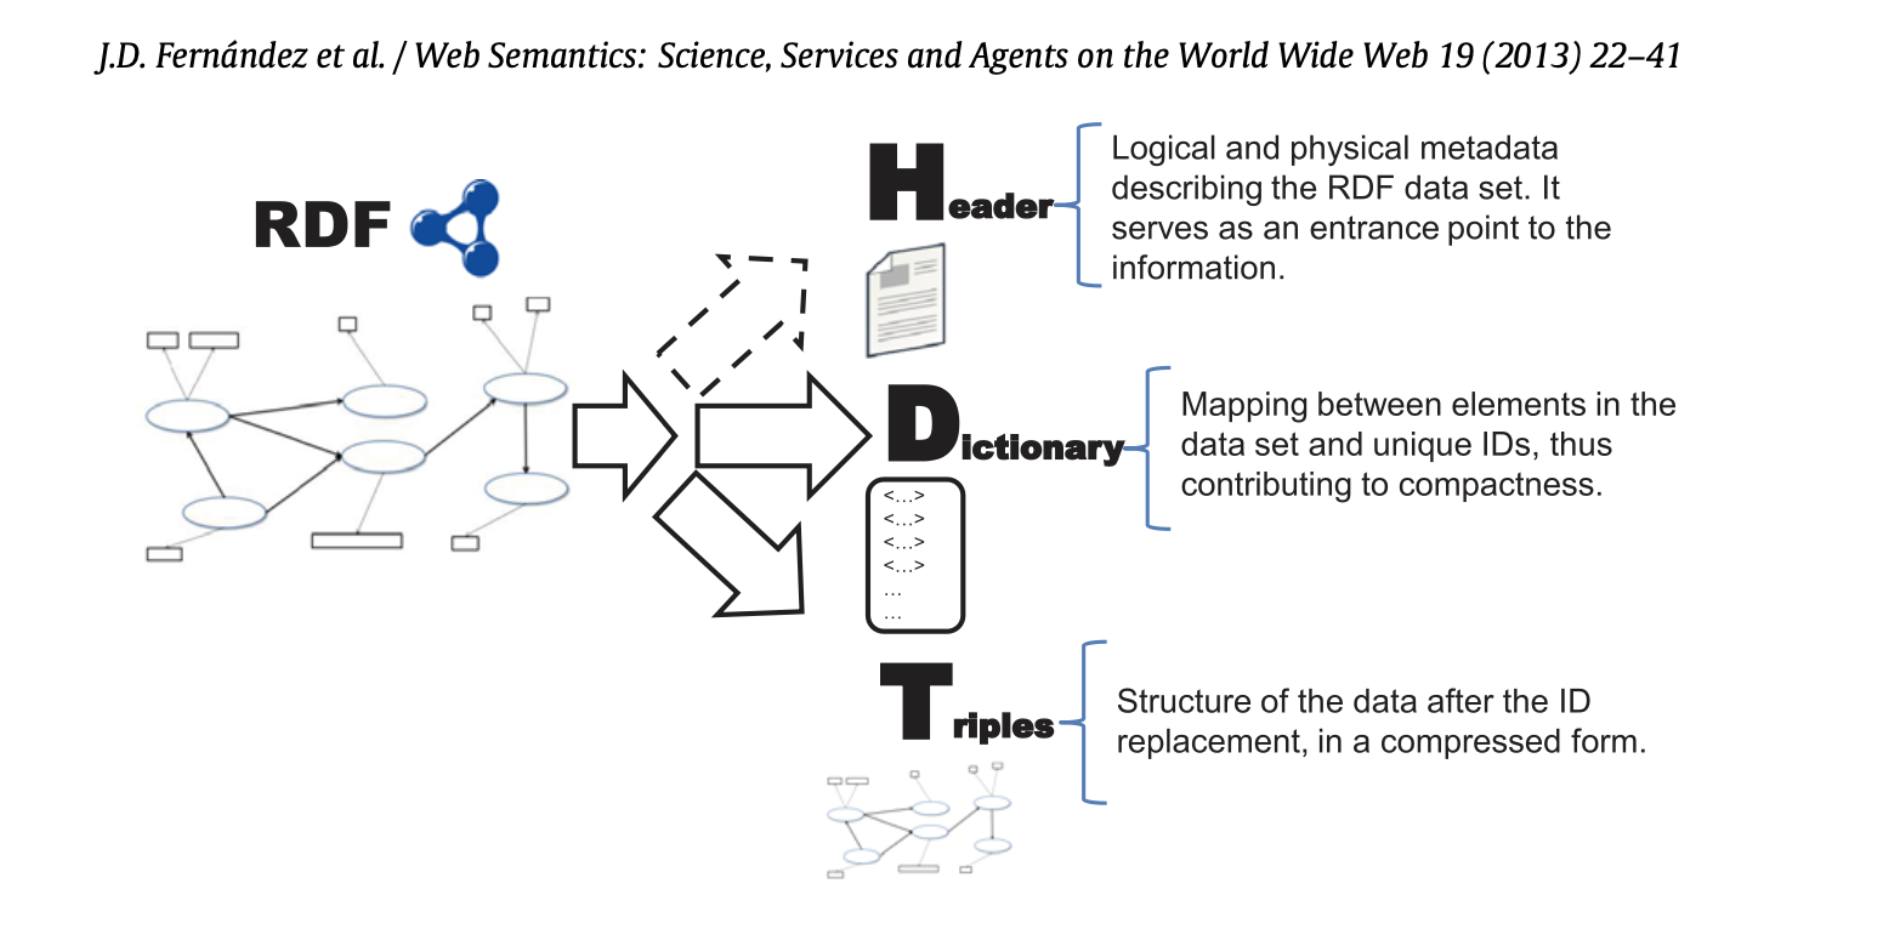 J.D. Fernández et al. / Web Semantics: Science, Services and Agents on the World Wide Web 19 (2013) 22–41
RDF
Header
Logical and physical metadata
describing the RDF data set. It
serves as an entrance point to the
information.
Dictionary
Mapping between elements in the
data set and unique IDs, thus
contributing to compactness.
<...>
<...>
<...>
<...>
...
...
Triples
Structure of the data after the ID
replacement, in a compressed form.